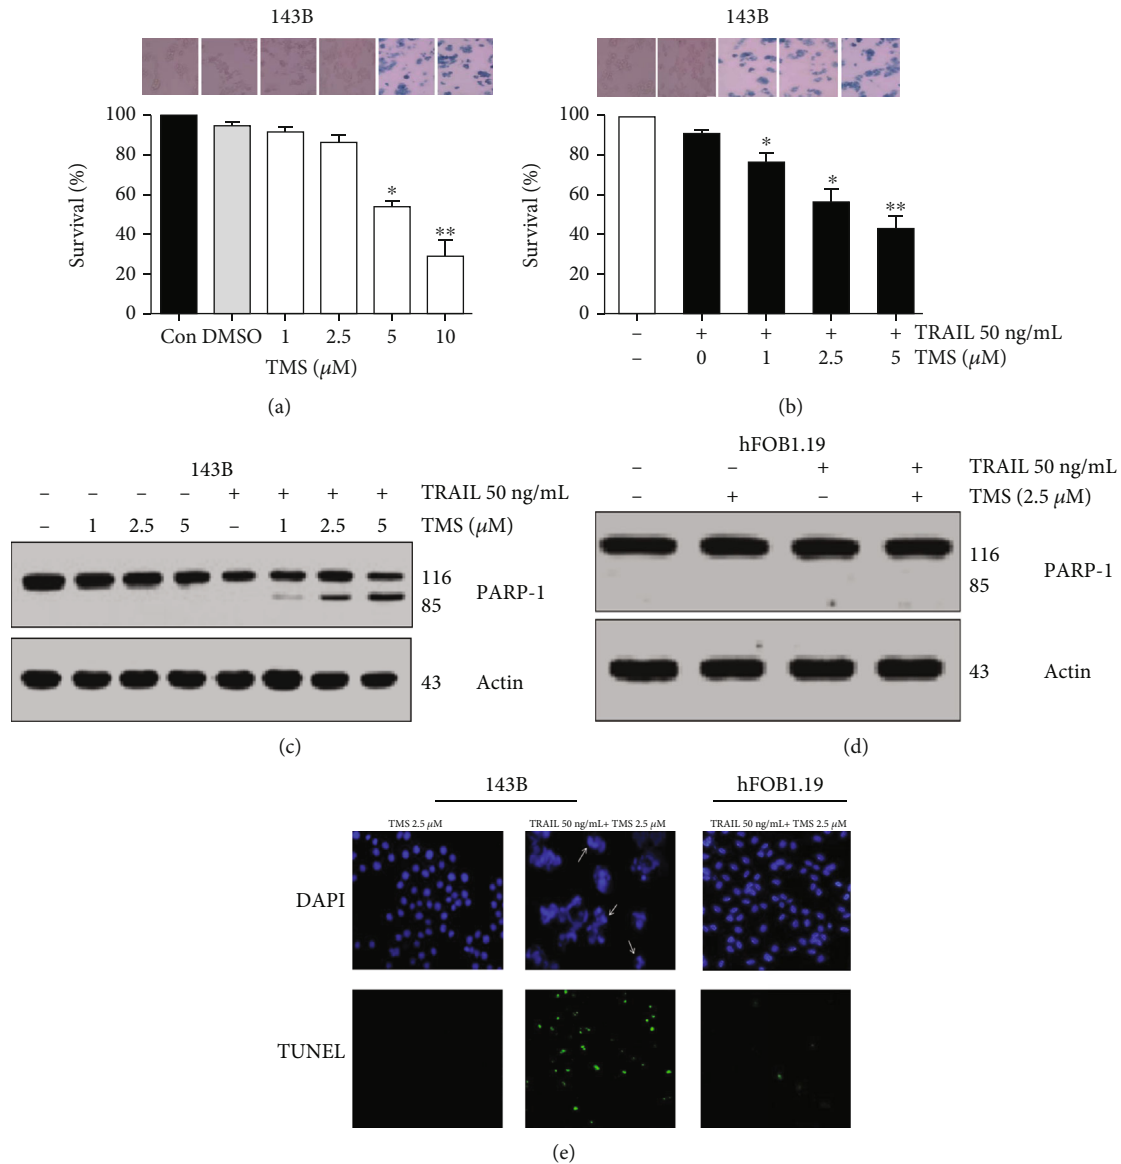 143B
100
80
60
40
20
0
Survival (%)
*
**
Con DMSO 1 2.5 5 10
TMS (μM)
(a)
143B
100
80
60
40
20
0
Survival (%)
*
*
**
– + + + + TRAIL 50 ng/mL
– 0 1 2.5 5 TMS (μM)
(b)
143B
– – – – + + + + TRAIL 50 ng/mL
– 1 2.5 5 – 1 2.5 5 TMS (μM)
116
85
PARP-1
43 Actin
(c)
hFOB1.19
– – + + TRAIL 50 ng/mL
– + – + TMS (2.5 μM)
116
85
PARP-1
43 Actin
(d)
143B hFOB1.19
TMS 2.5 μM TRAIL 50 ng/mL+ TMS 2.5 μM TRAIL 50 ng/mL+ TMS 2.5 μM
DAPI
TUNEL
(e)